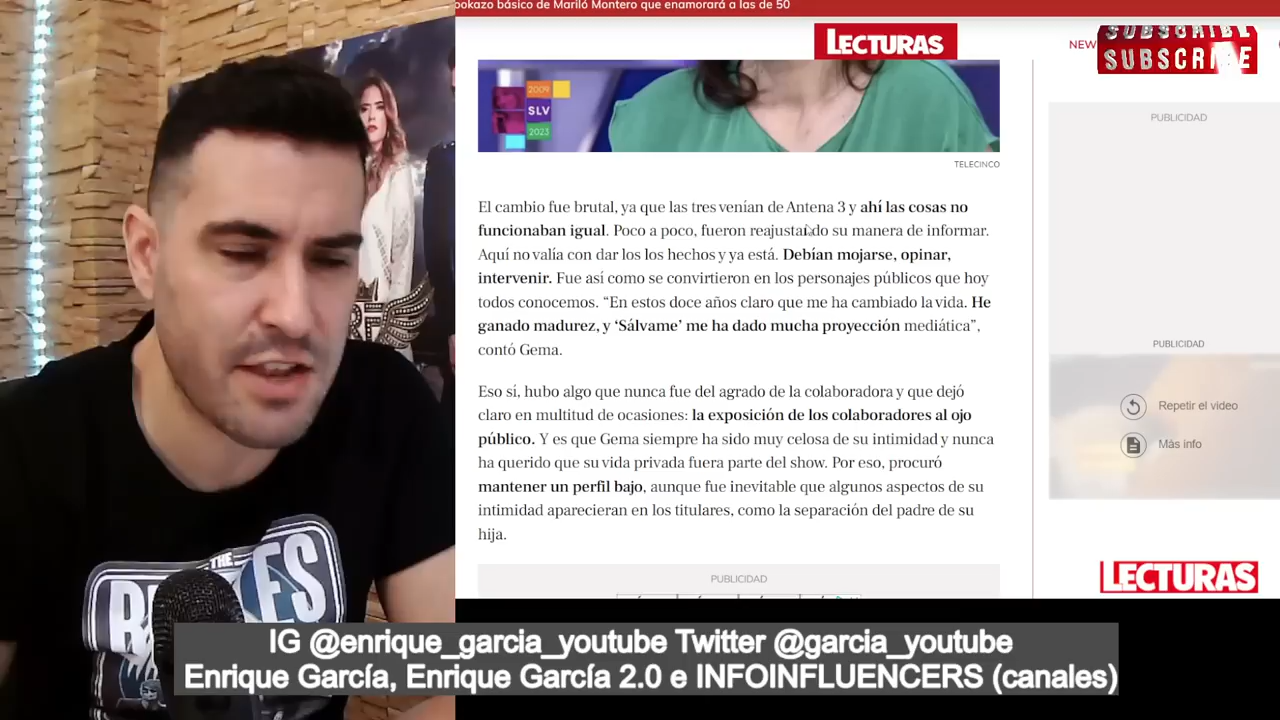 ookazo básico de Mariló Montero que enamorará a las de 50
LECTURAS
NEW
SUBSCRIBE
SUBSCRIBE
2009
SLV
2023
TELECINCO
PUBLICIDAD
El cambio fue brutal, ya que las tres venían de Antena 3 y ahí las cosas no
funcionaban igual. Poco a poco, fueron reajustando su manera de informar.
Aquí no valía con dar los los hechos y ya está. Debían mojarse, opinar,
intervenir. Fue así como se convirtieron en los personajes públicos que hoy
todos conocemos. “En estos doce años claro que me ha cambiado la vida. He
ganado madurez, y ‘Sálvame’ me ha dado mucha proyección mediática”,
contó Gema.
PUBLICIDAD
Repetir el video
Más info
Eso sí, hubo algo que nunca fue del agrado de la colaboradora y que dejó
claro en multitud de ocasiones: la exposición de los colaboradores al ojo
público. Y es que Gema siempre ha sido muy celosa de su intimidad y nunca
ha querido que su vida privada fuera parte del show. Por eso, procuró
mantener un perfil bajo, aunque fue inevitable que algunos aspectos de su
intimidad aparecieran en los titulares, como la separación del padre de su
hija.
PUBLICIDAD
LECTURAS
THE
IG @enrique_garcia_youtube Twitter @garcia_youtube
Enrique García, Enrique García 2.0 e INFOINFLUENCERS (canales)